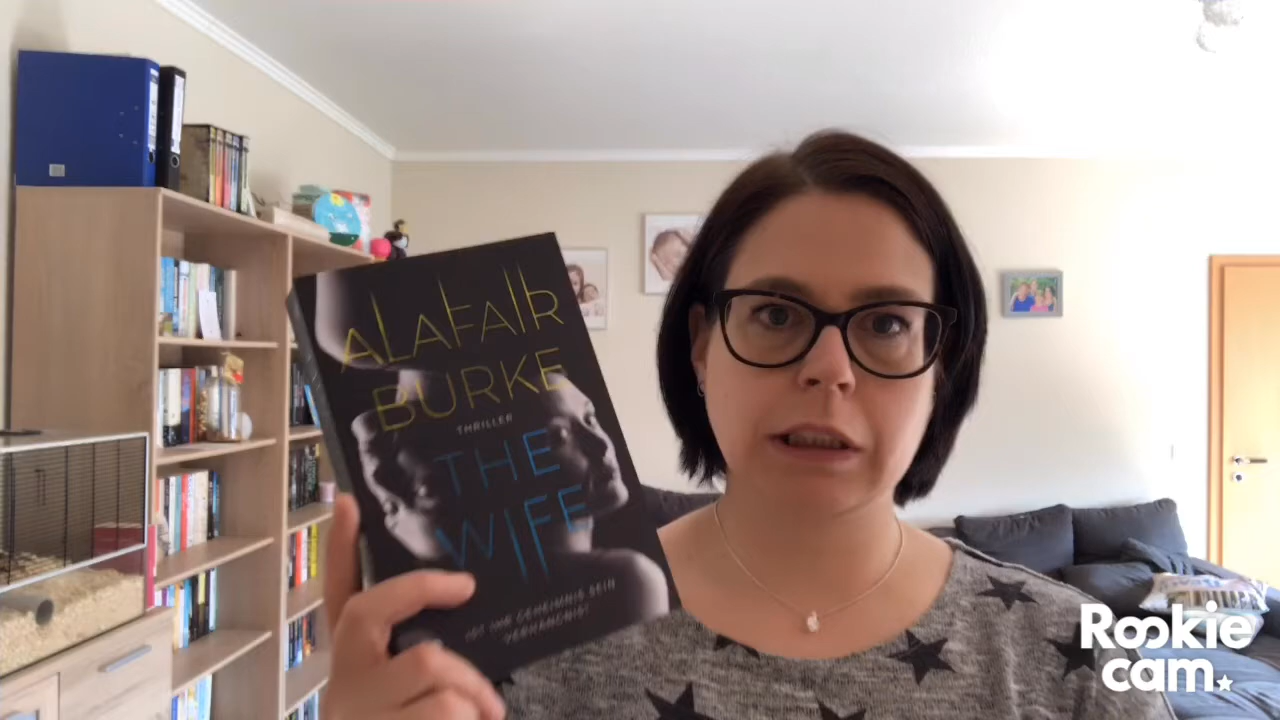 ALAFAIR
BURKE
THRILLER
THE
WIFE
IST IHR GEHEIMNIS SEIN
VERHÄNGNIS?
Rookie
cam.